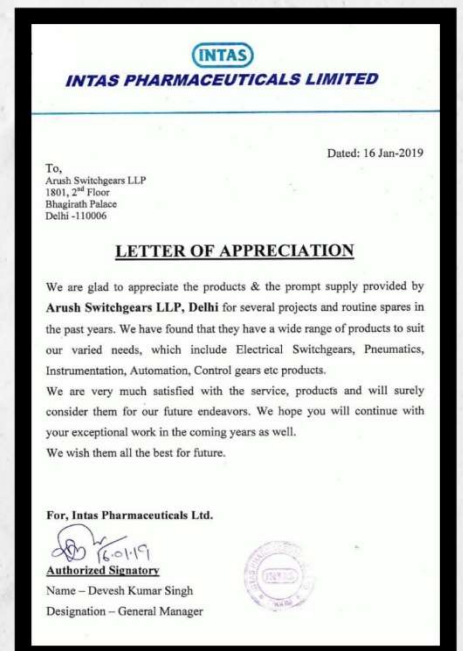 INTAS
INTAS PHARMACEUTICALS LIMITED
Dated: 16 Jan-2019
To,
Arush Switchgears LLP
1801, 2nd Floor
Bhagirath Palace
Delhi -110006
LETTER OF APPRECIATION
We are glad to appreciate the products & the prompt supply provided by
Arush Switchgears LLP, Delhi for several projects and routine spares in
the past years. We have found that they have a wide range of products to suit
our varied needs, which include Electrical Switchgears, Pneumatics,
Instrumentation, Automation, Control gears etc products.
We are very much satisfied with the service, products and will surely
consider them for our future endeavors. We hope you will continue with
your exceptional work in the coming years as well.
We wish them all the best for future.
For, Intas Pharmaceuticals Ltd.
16.01.19
Authorized Signatory
Name – Devesh Kumar Singh
Designation – General Manager
INTAS